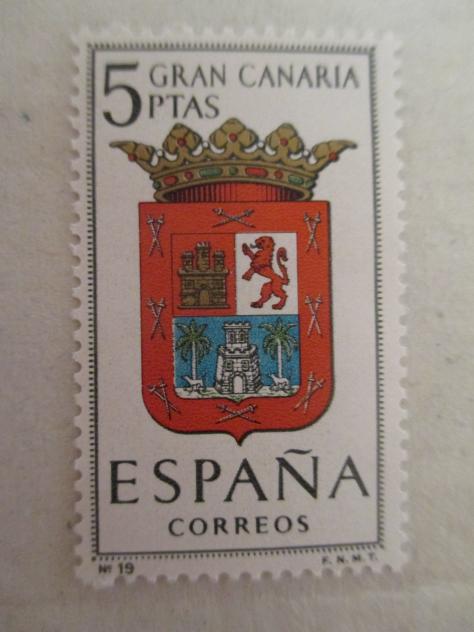 5 GRAN CANARIA
PTAS
ESPAÑA
CORREOS
Nº 19 F.N.M.T.